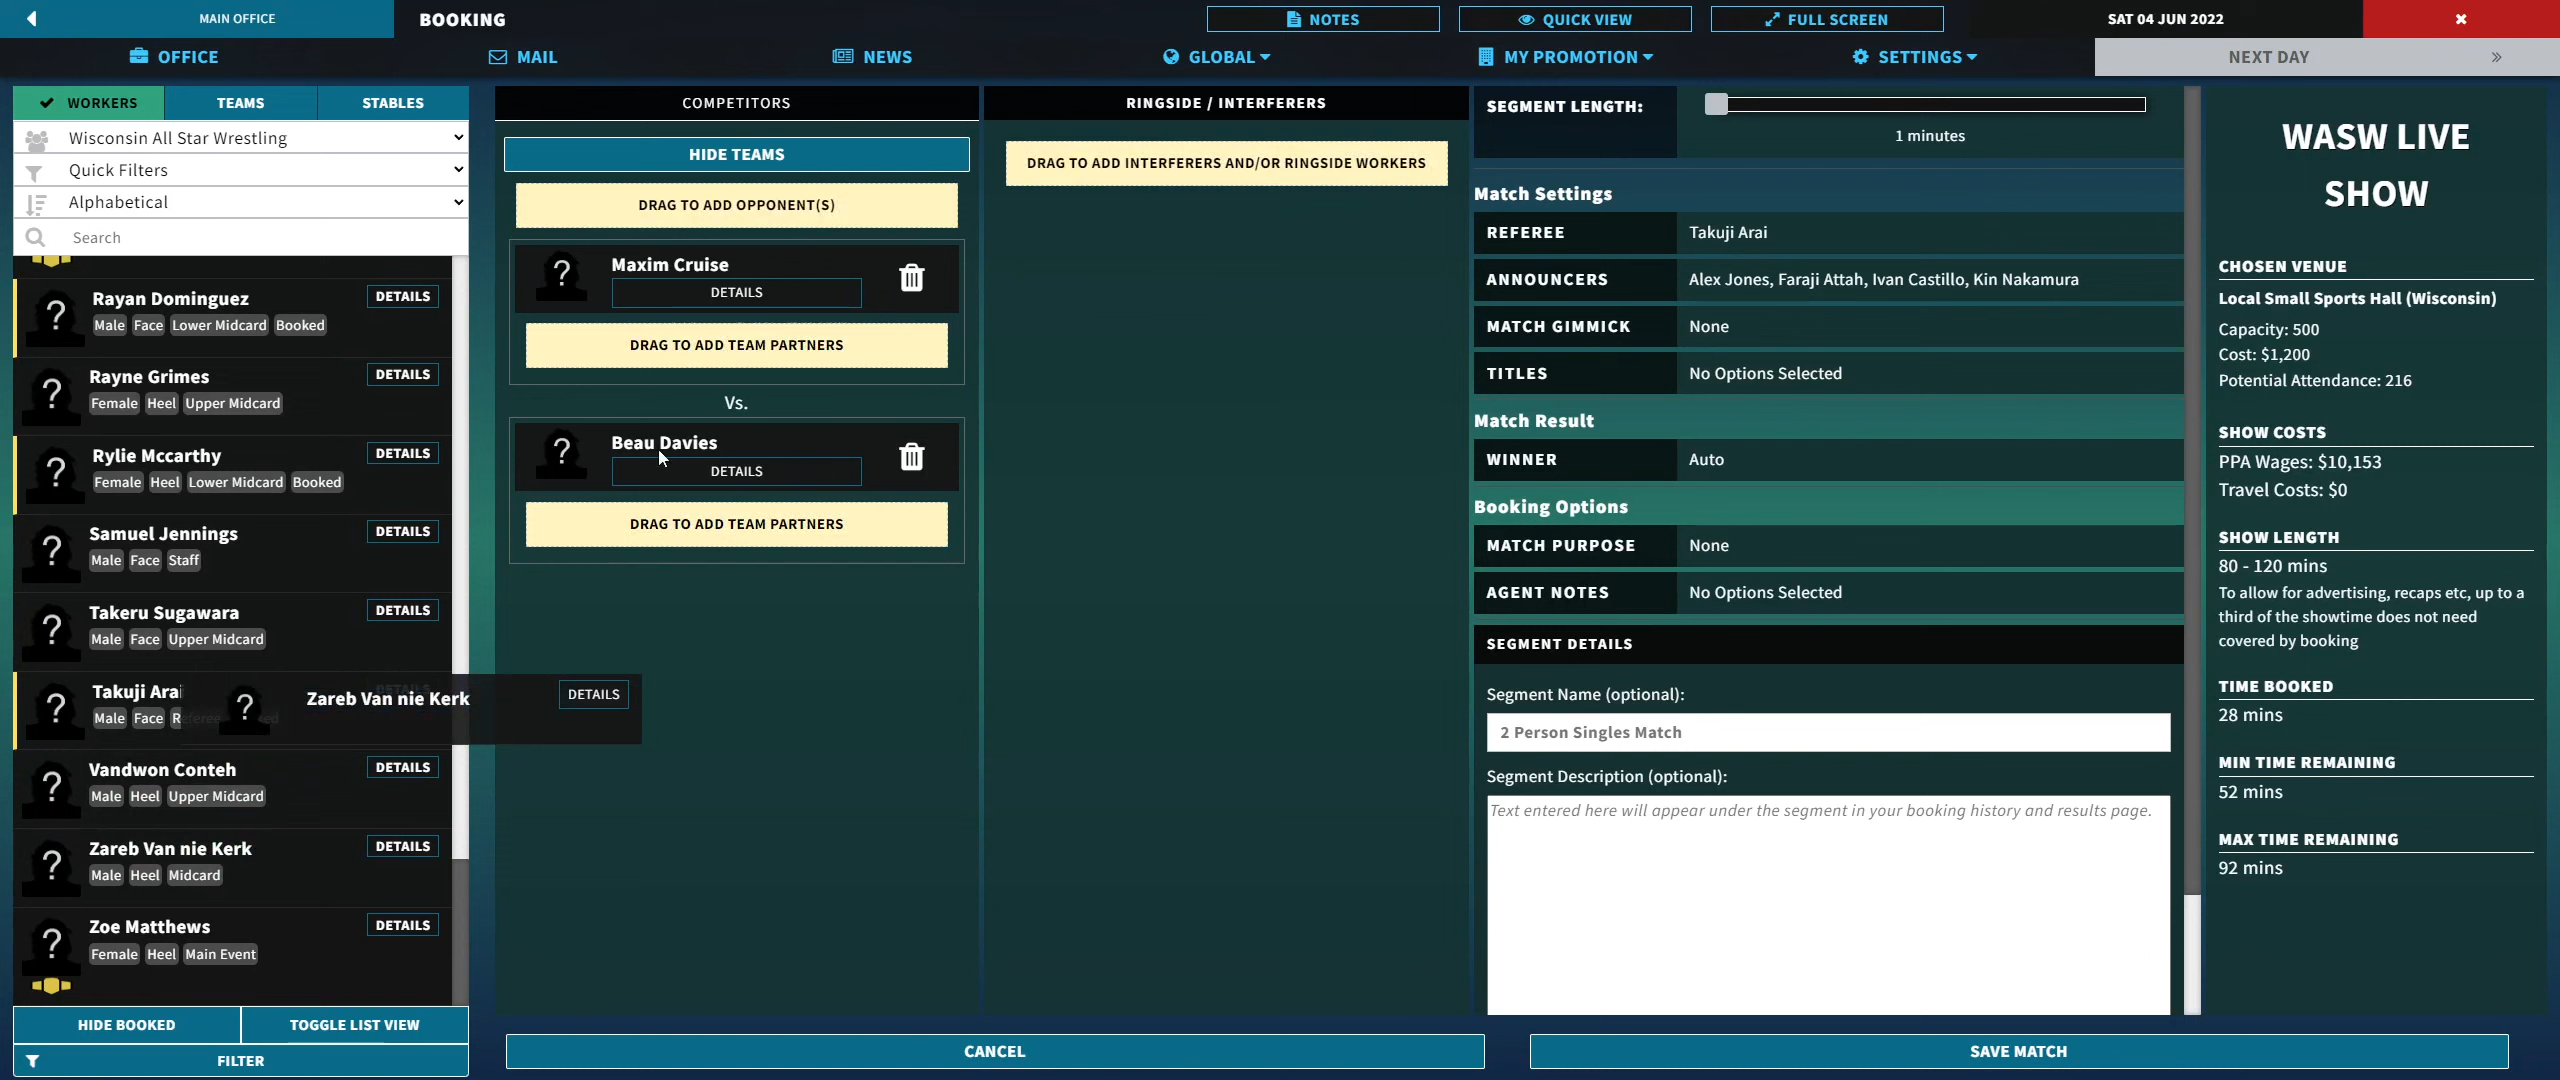 MAIN OFFICE
BOOKING
NOTES
QUICK VIEW
FULL SCREEN
SAT 04 JUN 2022
OFFICE
MAIL
NEWS
GLOBAL
MY PROMOTION
SETTINGS
NEXT DAY
WORKERS
TEAMS
STABLES
Wisconsin All Star Wrestling
Quick Filters
Alphabetical
Search
Rayan Dominguez
DETAILS
Male Face Lower Midcard Booked
Rayne Grimes
DETAILS
Female Heel Upper Midcard
Rylie Mccarthy
DETAILS
Female Heel Lower Midcard Booked
Samuel Jennings
DETAILS
Male Face Staff
Takeru Sugawara
DETAILS
Male Face Upper Midcard
Takuji Arai
Male Face Referee
Zareb Van nie Kerk
DETAILS
Vandwon Conteh
DETAILS
Male Heel Upper Midcard
Zareb Van nie Kerk
DETAILS
Male Heel Midcard
Zoe Matthews
DETAILS
Female Heel Main Event
HIDE BOOKED
TOGGLE LIST VIEW
FILTER
COMPETITORS
HIDE TEAMS
DRAG TO ADD OPPONENT(S)
Maxim Cruise
DETAILS
DRAG TO ADD TEAM PARTNERS
Vs.
Beau Davies
DETAILS
DRAG TO ADD TEAM PARTNERS
RINGSIDE / INTERFERERS
DRAG TO ADD INTERFERERS AND/OR RINGSIDE WORKERS
SEGMENT LENGTH:
1 minutes
Match Settings
REFEREE
Takuji Arai
ANNOUNCERS
Alex Jones, Faraji Attah, Ivan Castillo, Kin Nakamura
MATCH GIMMICK
None
TITLES
No Options Selected
Match Result
WINNER
Auto
Booking Options
MATCH PURPOSE
None
AGENT NOTES
No Options Selected
SEGMENT DETAILS
Segment Name (optional):
2 Person Singles Match
Segment Description (optional):
Text entered here will appear under the segment in your booking history and results page.
CANCEL
SAVE MATCH
WASW LIVE
SHOW
CHOSEN VENUE
Local Small Sports Hall (Wisconsin)
Capacity: 500
Cost: $1,200
Potential Attendance: 216
SHOW COSTS
PPA Wages: $10,153
Travel Costs: $0
SHOW LENGTH
80 - 120 mins
To allow for advertising, recaps etc, up to a
third of the showtime does not need
covered by booking
TIME BOOKED
28 mins
MIN TIME REMAINING
52 mins
MAX TIME REMAINING
92 mins